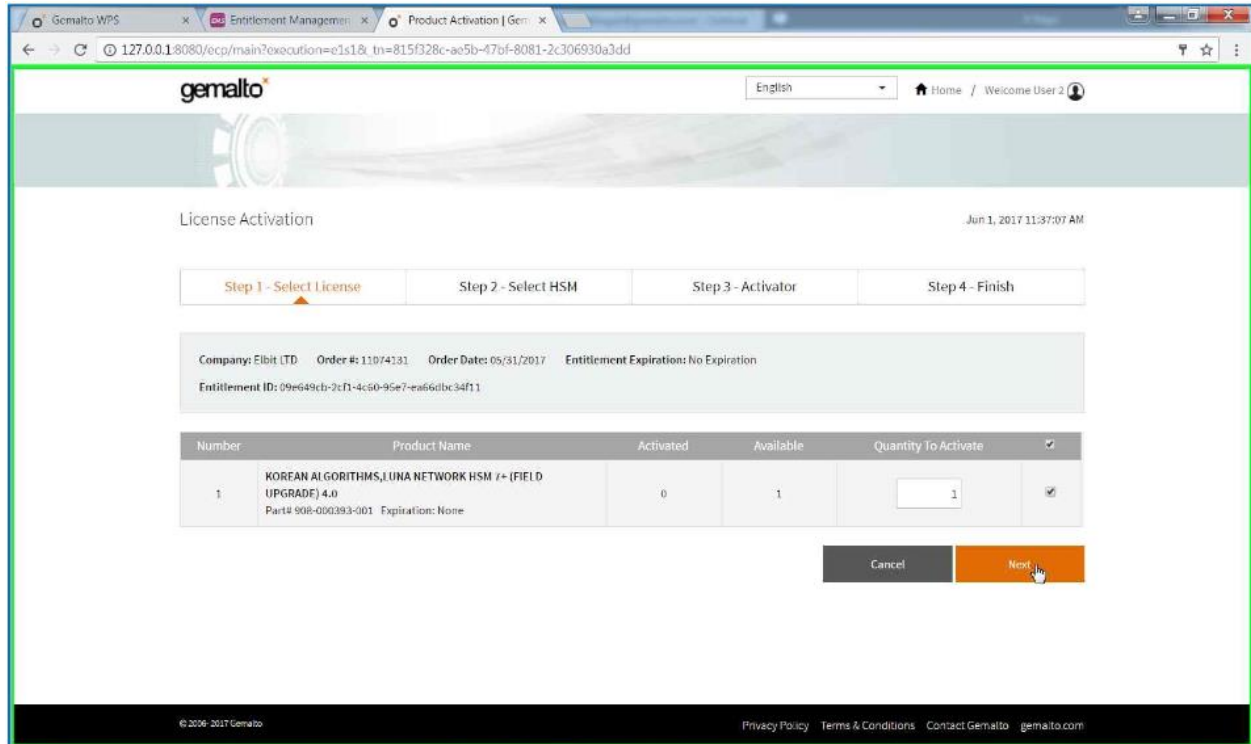 Gemalto WPS
EMS Entitlement Managemen
Product Activation | Gem
127.0.0.1:8080/ecp/main?execution=e1s1&_tn=815f328c-ae5b-47bf-8081-2c306930a3dd
gemalto
English
Home / Welcome User 2
License Activation
Jun 1, 2017 11:37:07 AM
Step 1 - Select License
Step 2 - Select HSM
Step 3 - Activator
Step 4 - Finish
Company: Elbit LTD Order #: 11074131 Order Date: 05/31/2017 Entitlement Expiration: No Expiration
Entitlement ID: 09e649cb-2cf1-4c60-95e7-ea66dbc34f11
Number Product Name Activated Available Quantity To Activate
1 KOREAN ALGORITHMS,LUNA NETWORK HSM 7+ (FIELD
UPGRADE) 4.0
Part# 908-000393-001 Expiration: None
0 1 1
Cancel Next
© 2006-2017 Gemalto
Privacy Policy Terms & Conditions Contact Gemalto gemalto.com